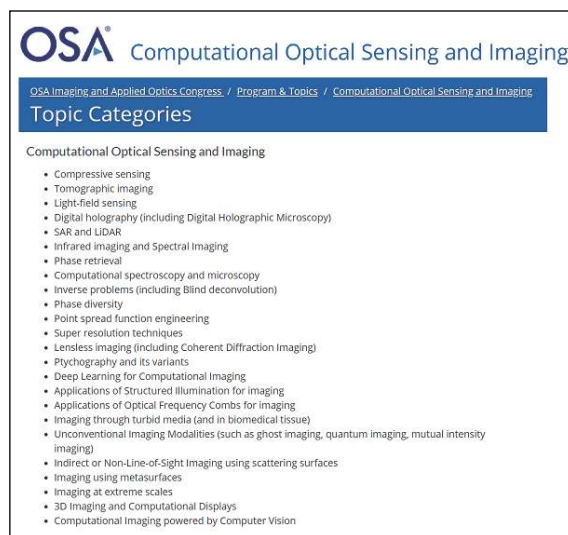 OSA Computational Optical Sensing and Imaging
OSA Imaging and Applied Optics Congress / Program & Topics / Computational Optical Sensing and Imaging
Topic Categories
Computational Optical Sensing and Imaging
• Compressive sensing
• Tomographic imaging
• Light-field sensing
• Digital holography (including Digital Holographic Microscopy)
• SAR and LiDAR
• Infrared imaging and Spectral Imaging
• Phase retrieval
• Computational spectroscopy and microscopy
• Inverse problems (including Blind deconvolution)
• Phase diversity
• Point spread function engineering
• Super resolution techniques
• Lensless imaging (including Coherent Diffraction Imaging)
• Ptychography and its variants
• Deep Learning for Computational Imaging
• Applications of Structured Illumination for imaging
• Applications of Optical Frequency Combs for imaging
• Imaging through turbid media (and in biomedical tissue)
• Unconventional Imaging Modalities (such as ghost imaging, quantum imaging, mutual intensity
imaging)
• Indirect or Non-Line-of-Sight Imaging using scattering surfaces
• Imaging using metasurfaces
• Imaging at extreme scales
• 3D Imaging and Computational Displays
• Computational Imaging powered by Computer Vision